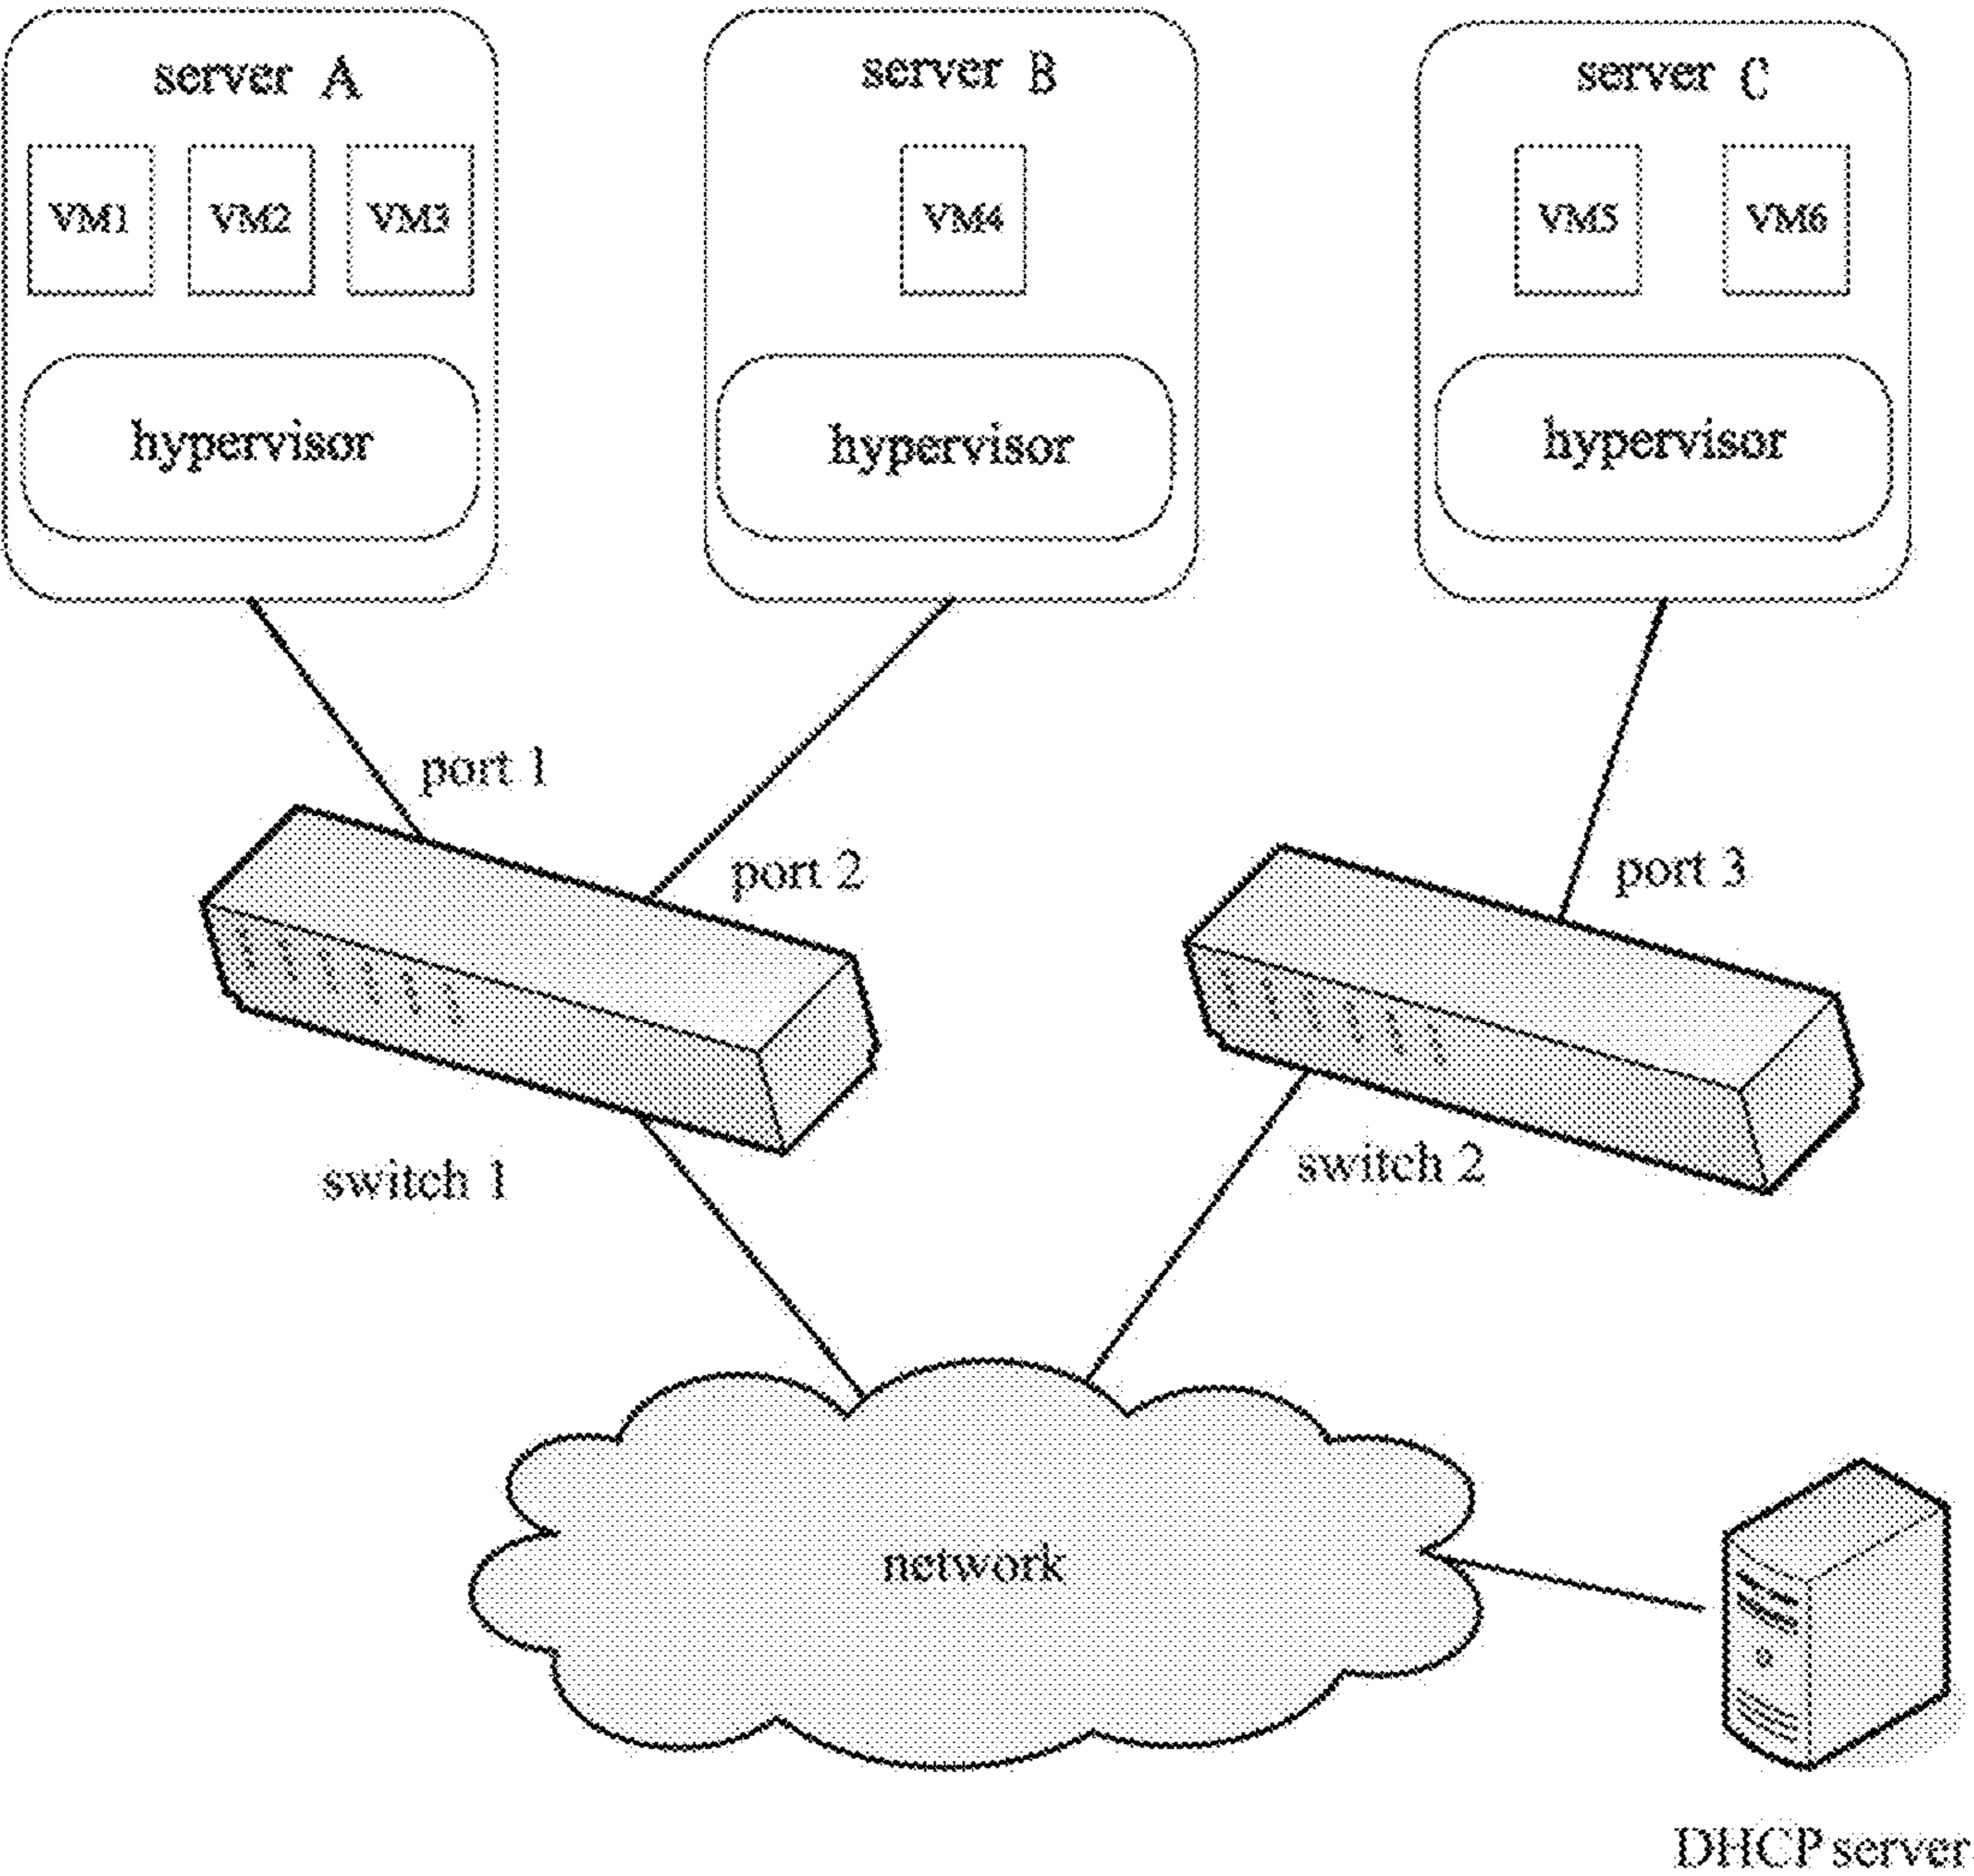 server A
server B
server C
VM1
VM2
VM3
VM4
VM5
VM6
hypervisor
hypervisor
hypervisor
port 1
port 2
port 3
switch 1
switch 2
network
DHCP server